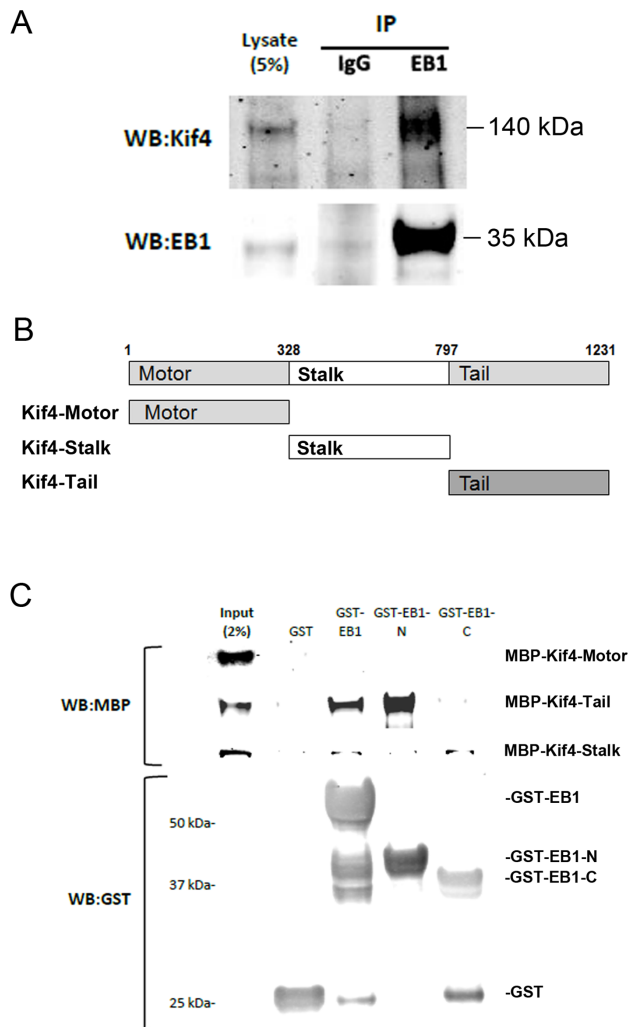 A
IP
Lysate
(5%)
IgG EB1
WB:Kif4
140 kDa
WB:EB1
35 kDa
B
1 328 797 1231
Motor Stalk Tail
Kif4-Motor Motor
Kif4-Stalk Stalk
Kif4-Tail Tail
C
Input
(2%)
GST
GST-
EB1
GST-EB1-
N
GST-EB1-
C
WB:MBP
MBP-Kif4-Motor
MBP-Kif4-Tail
MBP-Kif4-Stalk
WB:GST
-GST-EB1
50 kDa-
-GST-EB1-N
-GST-EB1-C
37 kDa-
-GST
25 kDa-